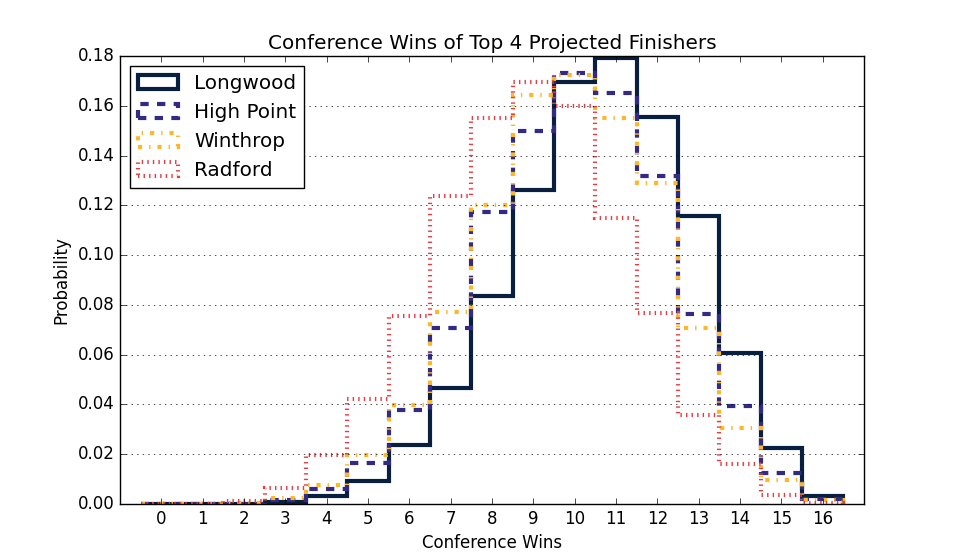 Conference Wins of Top 4 Projected Finishers
0.18
0.16
0.14
0.12
0.10
0.08
0.06
0.04
0.02
0.00
Probability
Longwood
High Point
Winthrop
Radford
0 1 2 3 4 5 6 7 8 9 10 11 12 13 14 15 16
Conference Wins